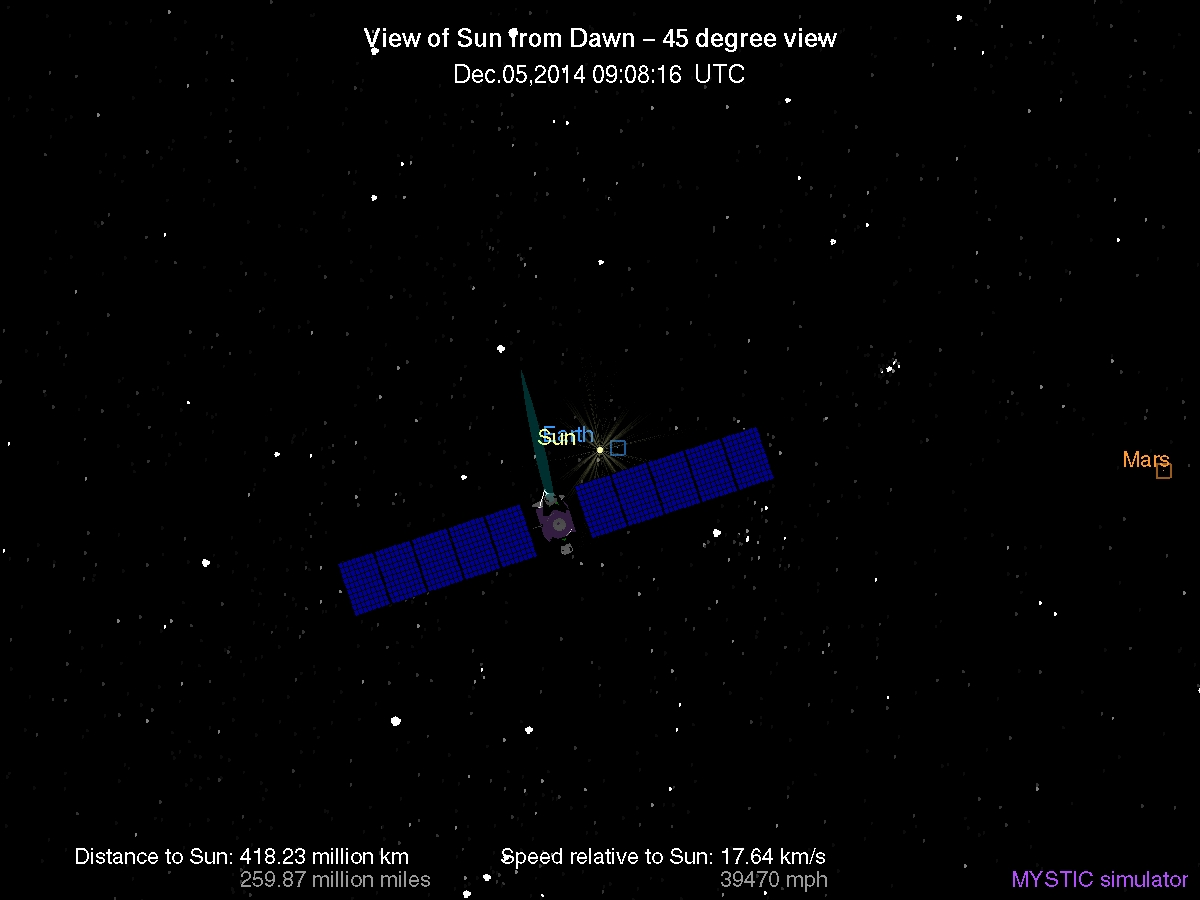 View of Sun from Dawn – 45 degree view
Dec.05,2014 09:08:16 UTC
Earth
Sun
Mars
Distance to Sun: 418.23 million km
259.87 million miles
Speed relative to Sun: 17.64 km/s
39470 mph
MYSTIC simulator